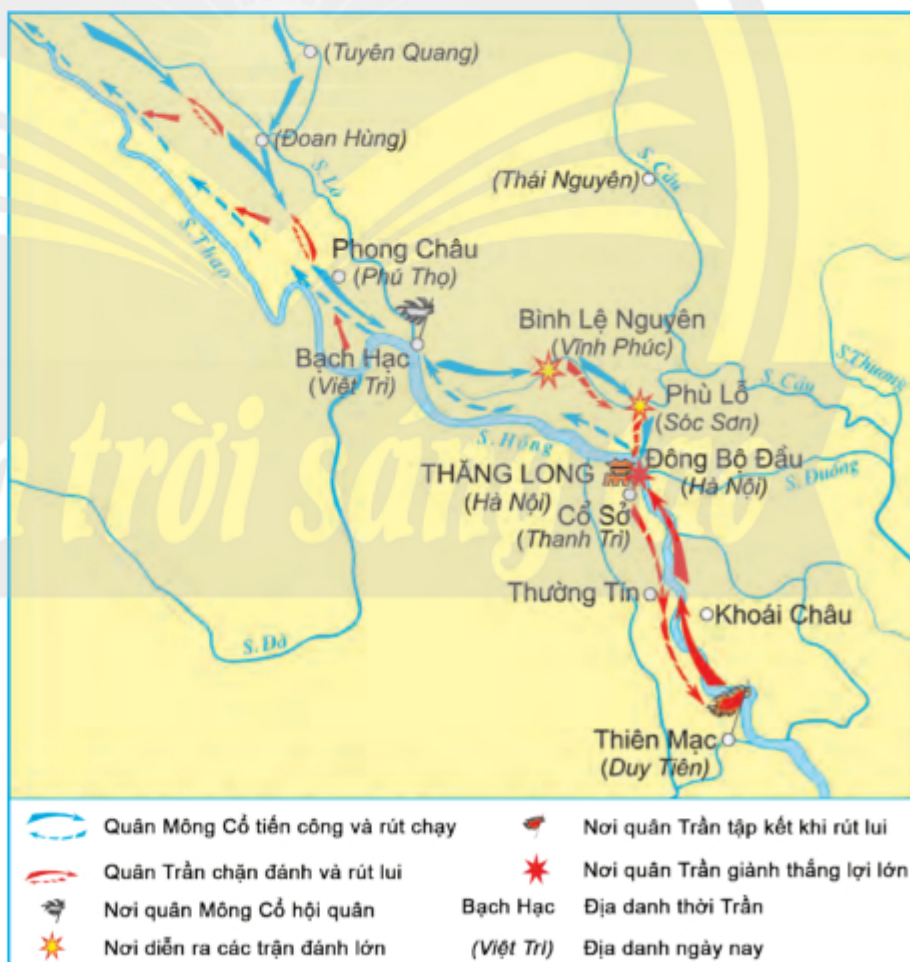 (Tuyên Quang)
(Đoan Hùng)
S. Lô
S. Cầu
(Thái Nguyên)
S. Thao
Phong Châu
(Phú Thọ)
Bình Lệ Nguyên
(Vĩnh Phúc)
Bạch Hạc
(Việt Trì)
S. Thương
S. Cầu
Phù Lỗ
(Sóc Sơn)
S. Hồng
THĂNG LONG
(Hà Nội)
Đông Bộ Đầu
(Hà Nội)
S. Đuống
trời sáng
Cổ Sở
(Thanh Trì)
Thường Tín
Khoái Châu
S. Đà
Thiên Mạc
(Duy Tiên)
Quân Mông Cổ tiến công và rút chạy
Nơi quân Trần tập kết khi rút lui
Quân Trần chặn đánh và rút lui
Nơi quân Trần giành thắng lợi lớn
Nơi quân Mông Cổ hội quân
Bạch Hạc Địa danh thời Trần
Nơi diễn ra các trận đánh lớn
(Việt Trì) Địa danh ngày nay